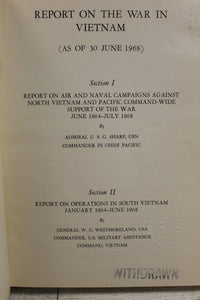 REPORT ON THE WAR IN
VIETNAM
(AS OF 30 JUNE 1968)
Section I
REPORT ON AIR AND NAVAL CAMPAIGNS AGAINST
NORTH VIETNAM AND PACIFIC COMMAND-WIDE
SUPPORT OF THE WAR
JUNE 1964-JULY 1968
By
ADMIRAL U. S. G. SHARP, USN
COMMANDER IN CHIEF PACIFIC
Section II
REPORT ON OPERATIONS IN SOUTH VIETNAM
JANUARY 1964-JUNE 1968
By
GENERAL W. C. WESTMORELAND, USA
COMMANDER, U.S. MILITARY ASSISTANCE
COMMAND, VIETNAM
WITHDRAWN